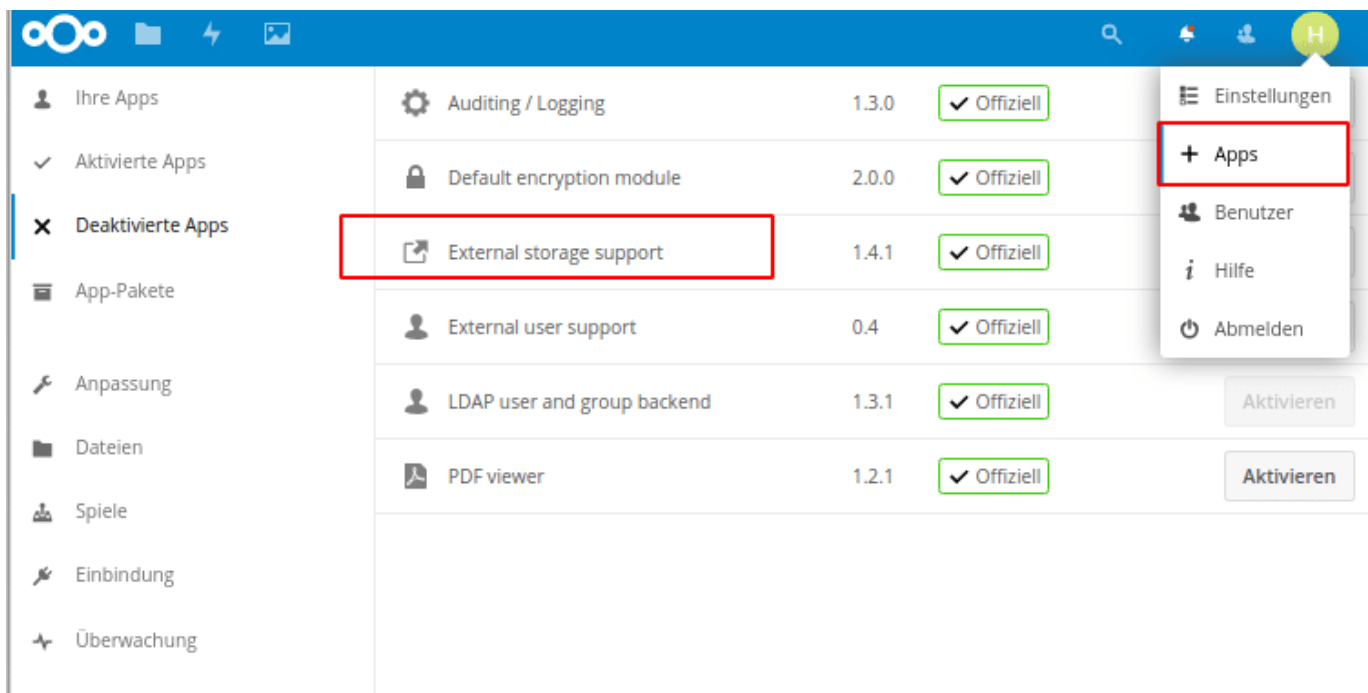 H
Ihre Apps
Aktivierte Apps
Deaktivierte Apps
App-Pakete
Anpassung
Dateien
Spiele
Einbindung
Überwachung
Auditing / Logging 1.3.0 Offiziell
Default encryption module 2.0.0 Offiziell
External storage support 1.4.1 Offiziell
External user support 0.4 Offiziell
LDAP user and group backend 1.3.1 Offiziell Aktivieren
PDF viewer 1.2.1 Offiziell Aktivieren
Einstellungen
Apps
Benutzer
Hilfe
Abmelden